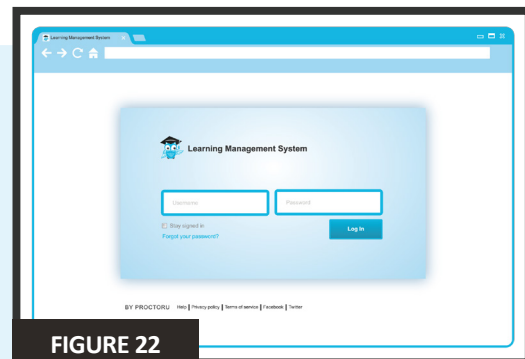 Learning Management System
Learning Management System
Username Password
Stay signed in
Forgot your password?
Log In
BY PROCTORU Help | Privacy policy | Terms of service | Facebook | Twitter
FIGURE 22